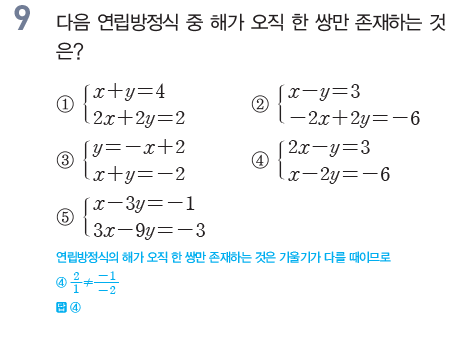 9 다음 연립방정식 중 해가 오직 한 쌍만 존재하는 것
은?
① { x+y=4
2x+2y=2
② { x-y=3
-2x+2y=-6
③ { y=-x+2
x+y=-2
④ { 2x-y=3
x-2y=-6
⑤ { x-3y=-1
3x-9y=-3
연립방정식의 해가 오직 한 쌍만 존재하는 것은 기울기가 다를 때이므로
④ 2/1≠-1/-2
답 ④